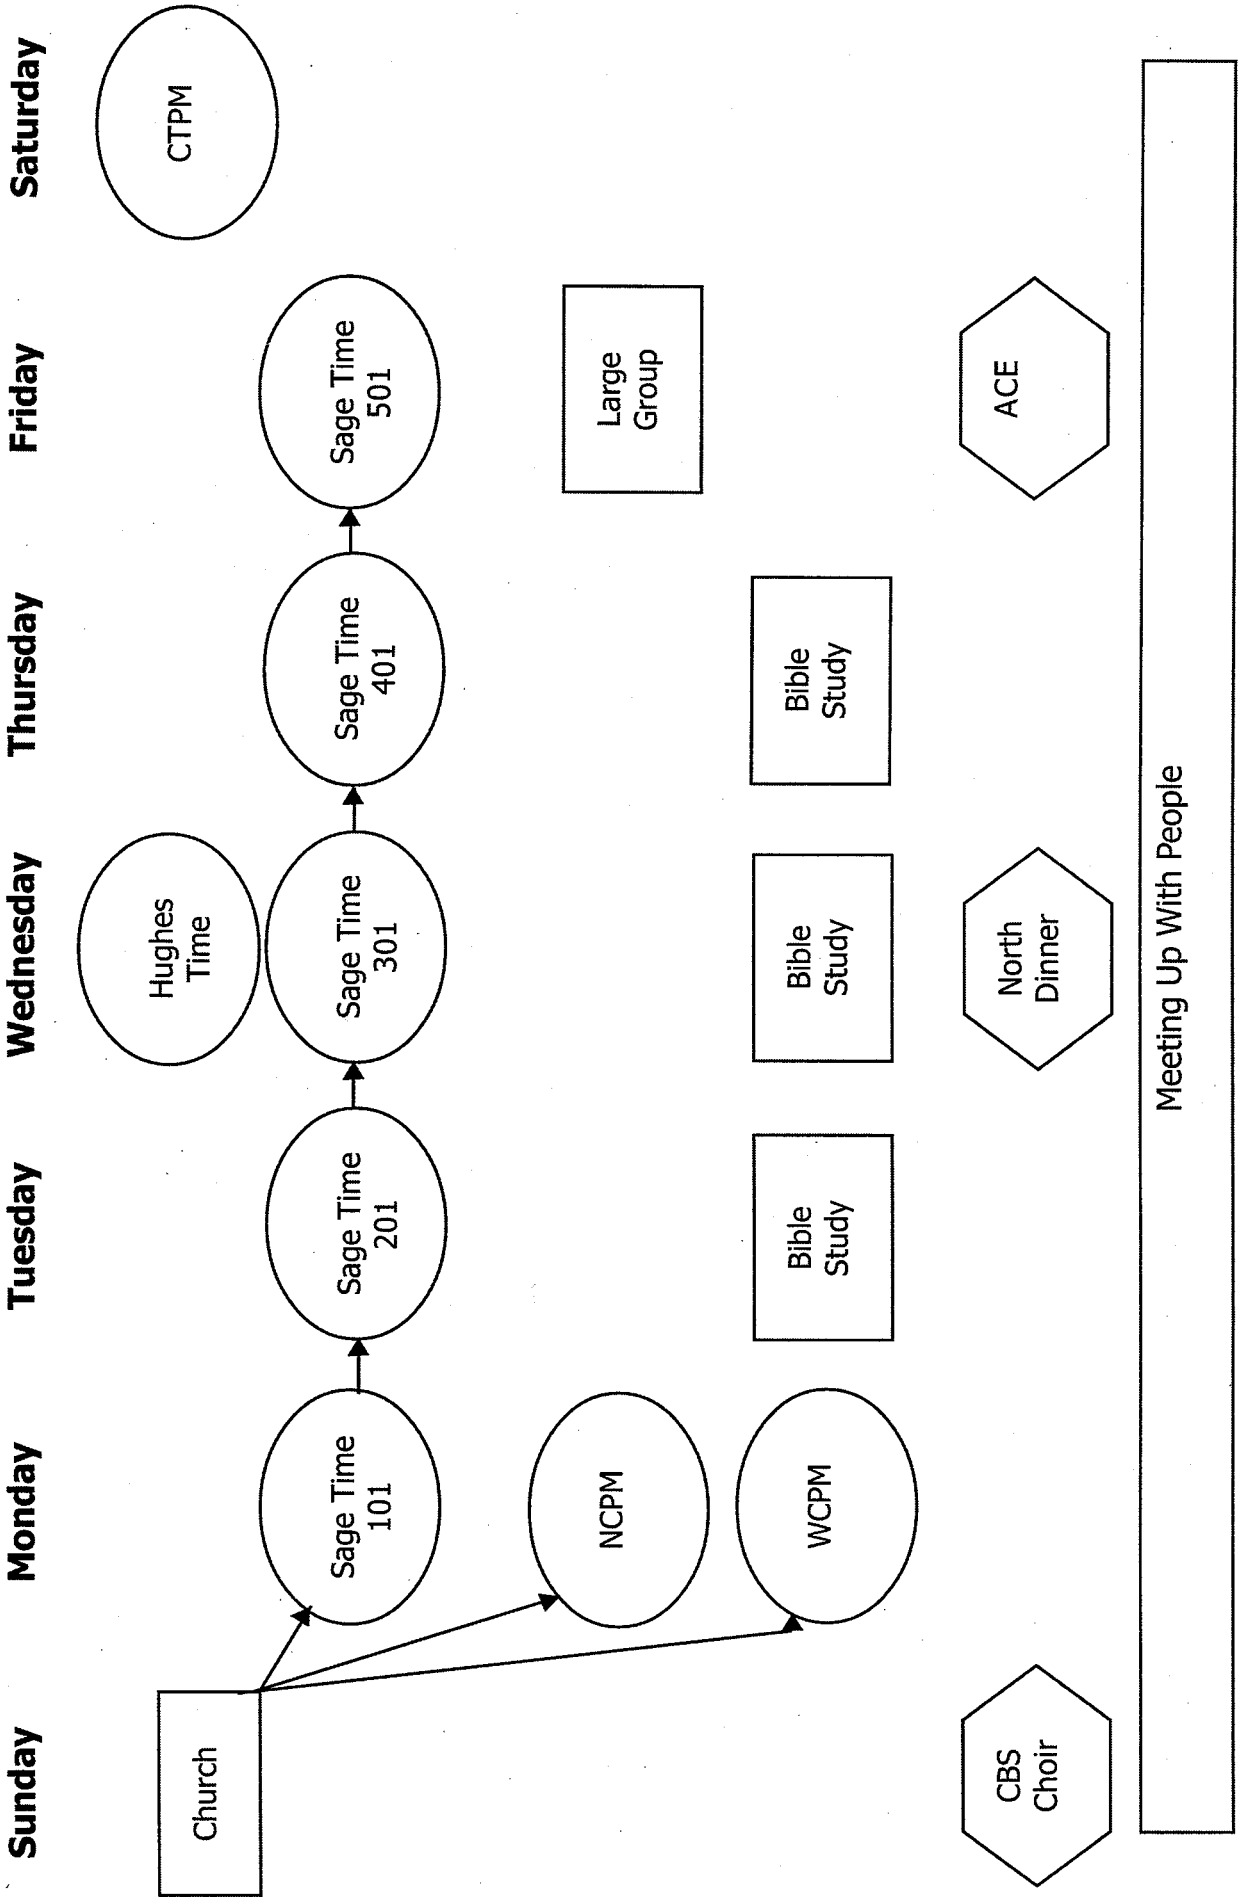 Sunday
Monday
Tuesday
Wednesday
Thursday
Friday
Saturday
Church
Hughes
Time
CTPM
Sage Time
101
Sage Time
201
Sage Time
301
Sage Time
401
Sage Time
501
NCPM
Large
Group
WCPM
Bible
Study
Bible
Study
Bible
Study
CBS
Choir
North
Dinner
ACE
Meeting Up With People